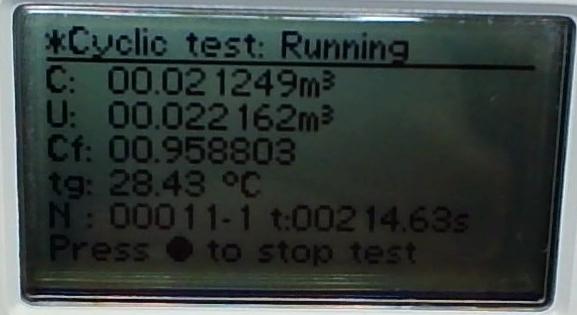 *Cyclic test: Running
C: 00.021249m³
U: 00.022162m³
Cf: 00.958803
tg: 28.43 °C
N : 00011-1 t:00214.63s
Press ● to stop test